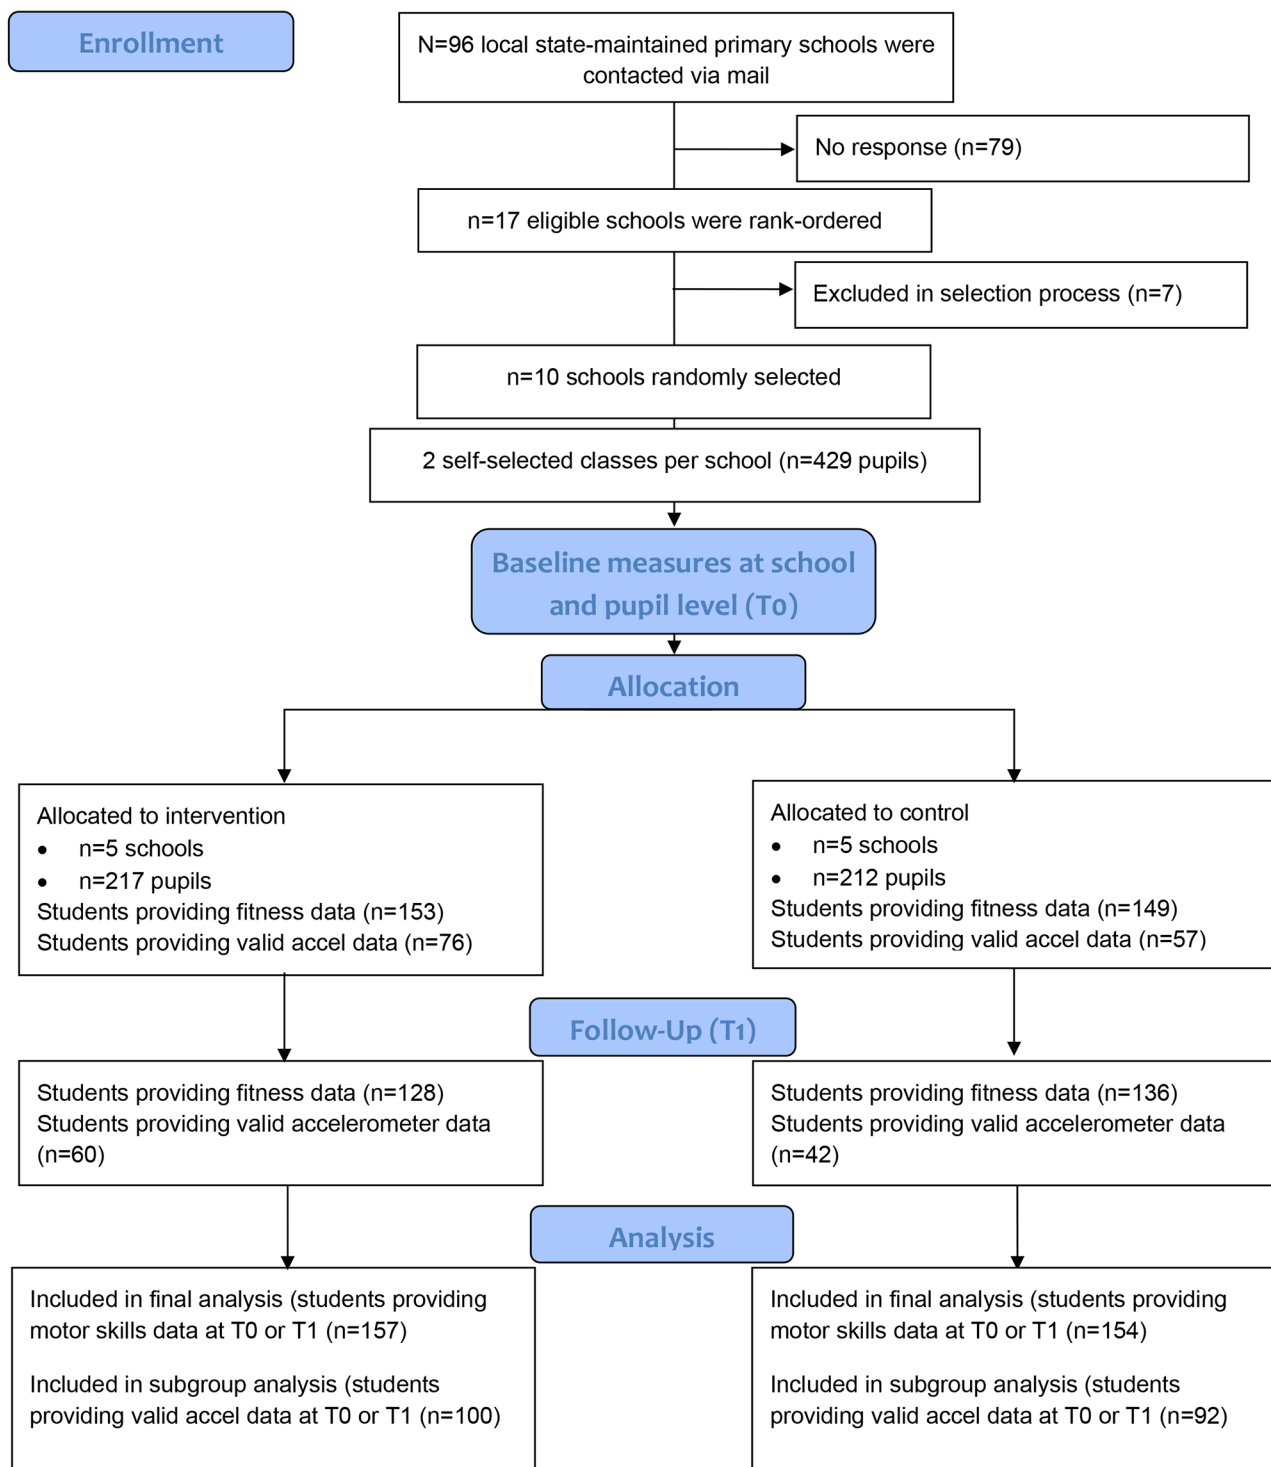 Enrollment
N=96 local state-maintained primary schools were
contacted via mail
No response (n=79)
n=17 eligible schools were rank-ordered
Excluded in selection process (n=7)
n=10 schools randomly selected
2 self-selected classes per school (n=429 pupils)
Baseline measures at school
and pupil level (T0)
Allocation
Allocated to intervention
• n=5 schools
• n=217 pupils
Students providing fitness data (n=153)
Students providing valid accel data (n=76)
Allocated to control
• n=5 schools
• n=212 pupils
Students providing fitness data (n=149)
Students providing valid accel data (n=57)
Follow-Up (T1)
Students providing fitness data (n=128)
Students providing valid accelerometer data
(n=60)
Students providing fitness data (n=136)
Students providing valid accelerometer data
(n=42)
Analysis
Included in final analysis (students providing
motor skills data at T0 or T1 (n=157)
Included in subgroup analysis (students
providing valid accel data at T0 or T1 (n=100)
Included in final analysis (students providing
motor skills data at T0 or T1 (n=154)
Included in subgroup analysis (students
providing valid accel data at T0 or T1 (n=92)